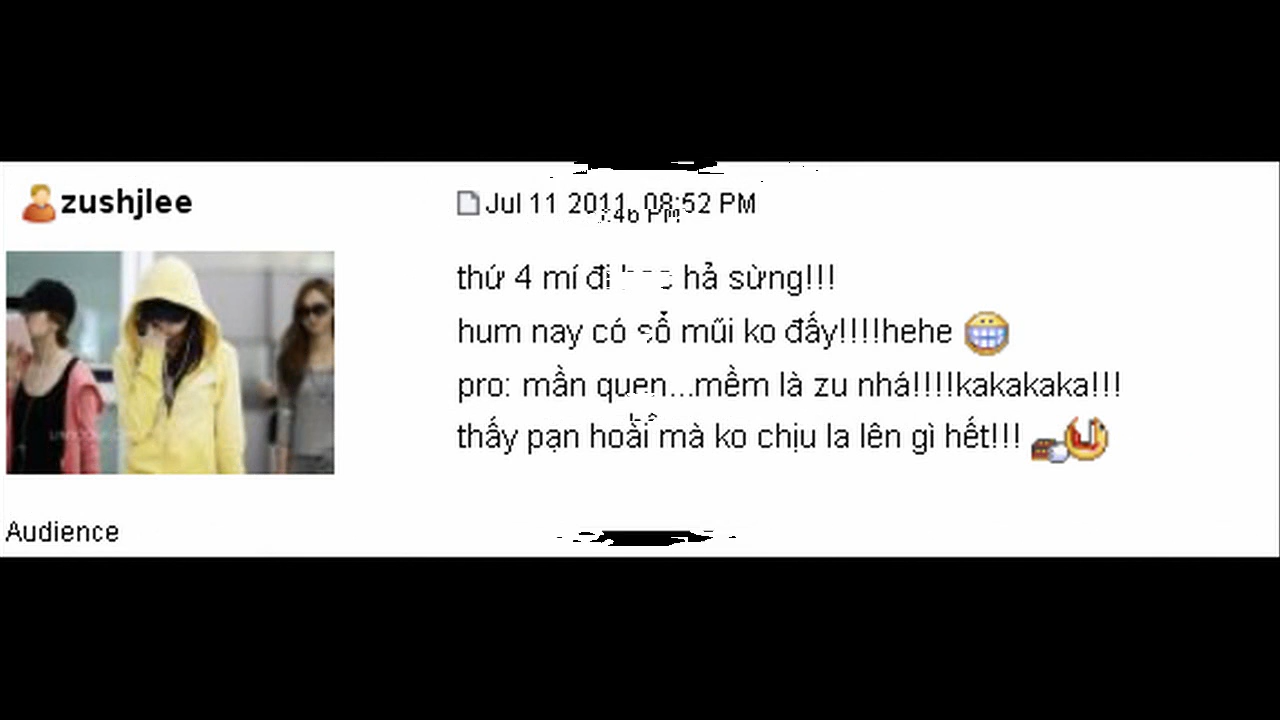 zushjlee
Jul 11 2011, 08:52 PM
thứ 4 mí đi hả sừng!!!
hum nay có sổ mũi ko đấy!!!!hehe
pro: mần quen...mềm là zu nhá!!!!kakakaka!!!
thấy pạn hoài mà ko chịu la lên gì hết!!!
Audience